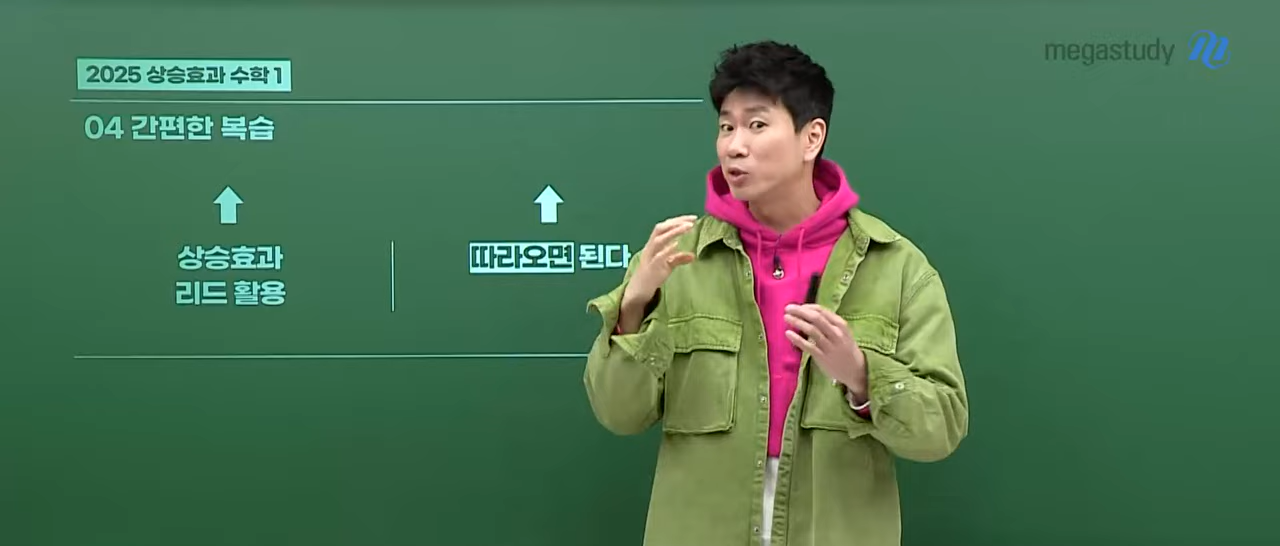 megastudy
2025 상승효과 수학 1
04 간편한 복습
상승효과
리드 활용
따라오면 된다